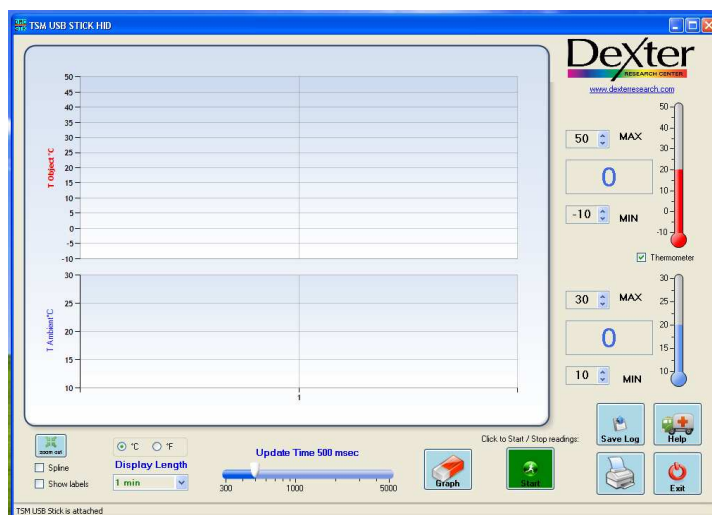 TSM USB STICK HID
DeXter
RESEARCH CENTER
www.dexterresearch.com
T Object °C
50
45
40
35
30
25
20
15
10
5
0
-5
-10
T Ambient°C
30
25
20
15
10
1
50 MAX
0
-10 MIN
50
40
30
20
10
0
-10
Thermometer
30 MAX
0
10 MIN
30
25
20
15
10
zoom out
°C °F
Spline
Show labels
Display Length
1 min
Update Time 500 msec
300 1000 5000
Graph
Click to Start / Stop readings:
Start
Save Log
Help
Exit
TSM USB Stick is attached